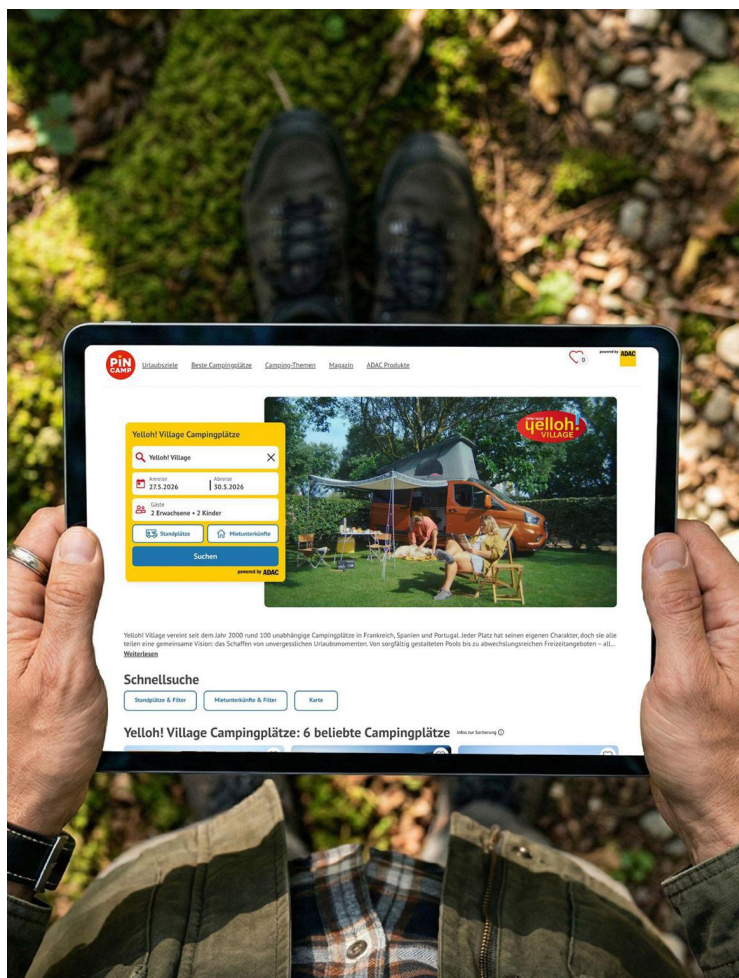 PiN
CAMP
Urlaubsziele
Beste Campingplätze
Camping-Themen
Magazin
ADAC Produkte
0
powered by ADAC
Yelloh! Village Campingplätze
Yelloh! Village
Anreise
27.5.2026
Abreise
30.5.2026
Gäste
2 Erwachsene • 2 Kinder
Standplätze
Mietunterkünfte
Suchen
powered by ADAC
yelloh!
VILLAGE
Yelloh! Village vereint seit dem Jahr 2000 rund 100 unabhängige Campingplätze in Frankreich, Spanien und Portugal. Jeder Platz hat seinen eigenen Charakter, doch sie alle
teilen eine gemeinsame Vision: das Schaffen von unvergesslichen Urlaubsmomenten. Von sorgfältig gestalteten Pools bis zu abwechslungsreichen Freizeitangeboten – all...
Weiterlesen
Schnellsuche
Standplätze & Filter
Mietunterkünfte & Filter
Karte
Yelloh! Village Campingplätze: 6 beliebte Campingplätze
Infos zur Sortierung